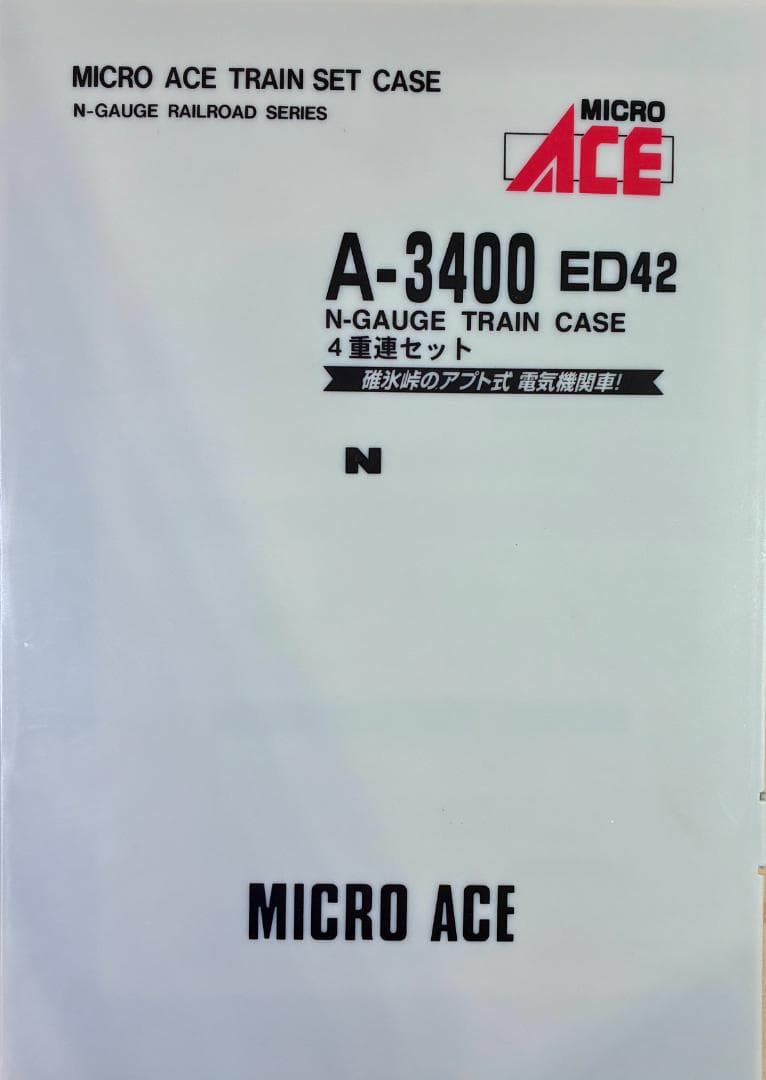 MICRO ACE TRAIN SET CASE
N-GAUGE RAILROAD SERIES
MICRO
ACE
A-3400 ED42
N-GAUGE TRAIN CASE
4重連セット
碓氷峠のアプト式 電気機関車!
N
MICRO ACE